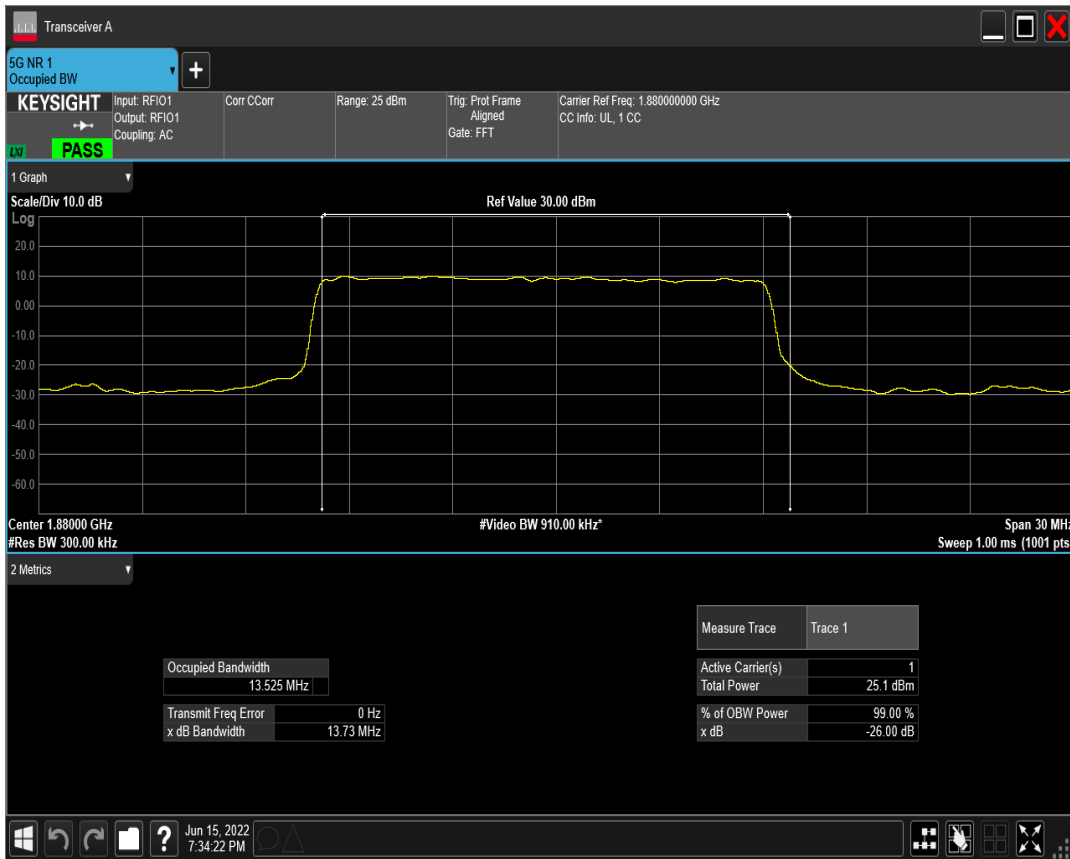 Transceiver A
5G NR 1
Occupied BW
+
KEYSIGHT
LXI
PASS
Input: RFIO1
Output: RFIO1
Coupling: AC
Corr CCorr
Range: 25 dBm
Trig: Prot Frame
Aligned
Gate: FFT
Carrier Ref Freq: 1.880000000 GHz
CC Info: UL, 1 CC
1 Graph
Scale/Div 10.0 dB
Ref Value 30.00 dBm
Log
20.0
10.0
0.00
-10.0
-20.0
-30.0
-40.0
-50.0
-60.0
Center 1.88000 GHz
#Video BW 910.00 kHz*
Span 30 MHz
#Res BW 300.00 kHz
Sweep 1.00 ms (1001 pts
2 Metrics
Measure Trace Trace 1
Occupied Bandwidth
13.525 MHz
Active Carrier(s) 1
Total Power 25.1 dBm
Transmit Freq Error 0 Hz
x dB Bandwidth 13.73 MHz
% of OBW Power 99.00 %
x dB -26.00 dB
?
Jun 15, 2022
7:34:22 PM